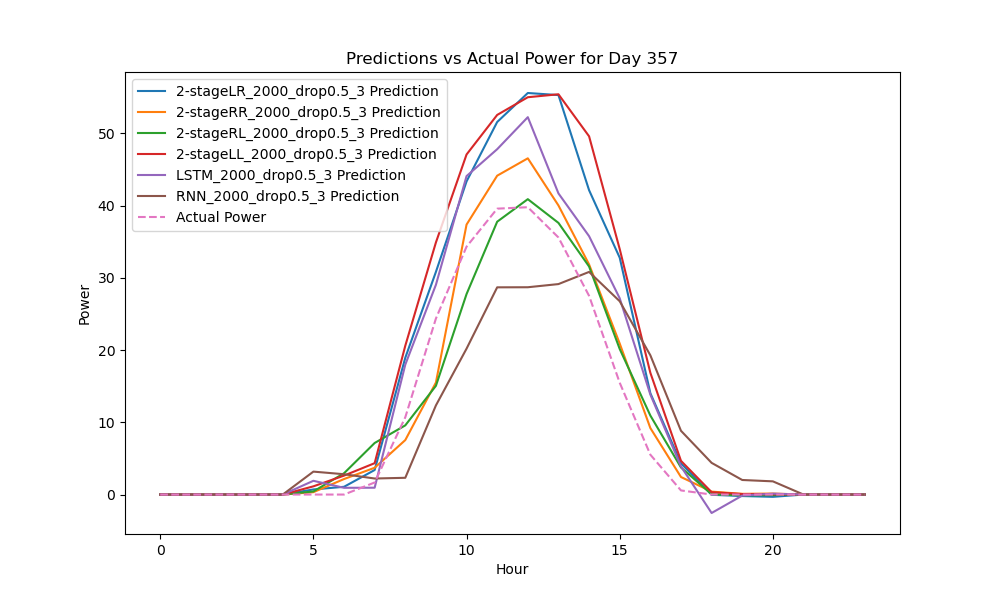 Predictions vs Actual Power for Day 357
2-stageLR_2000_drop0.5_3 Prediction
2-stageRR_2000_drop0.5_3 Prediction
2-stageRL_2000_drop0.5_3 Prediction
2-stageLL_2000_drop0.5_3 Prediction
LSTM_2000_drop0.5_3 Prediction
RNN_2000_drop0.5_3 Prediction
Actual Power
Power
50
40
30
20
10
0
0 5 10 15 20
Hour